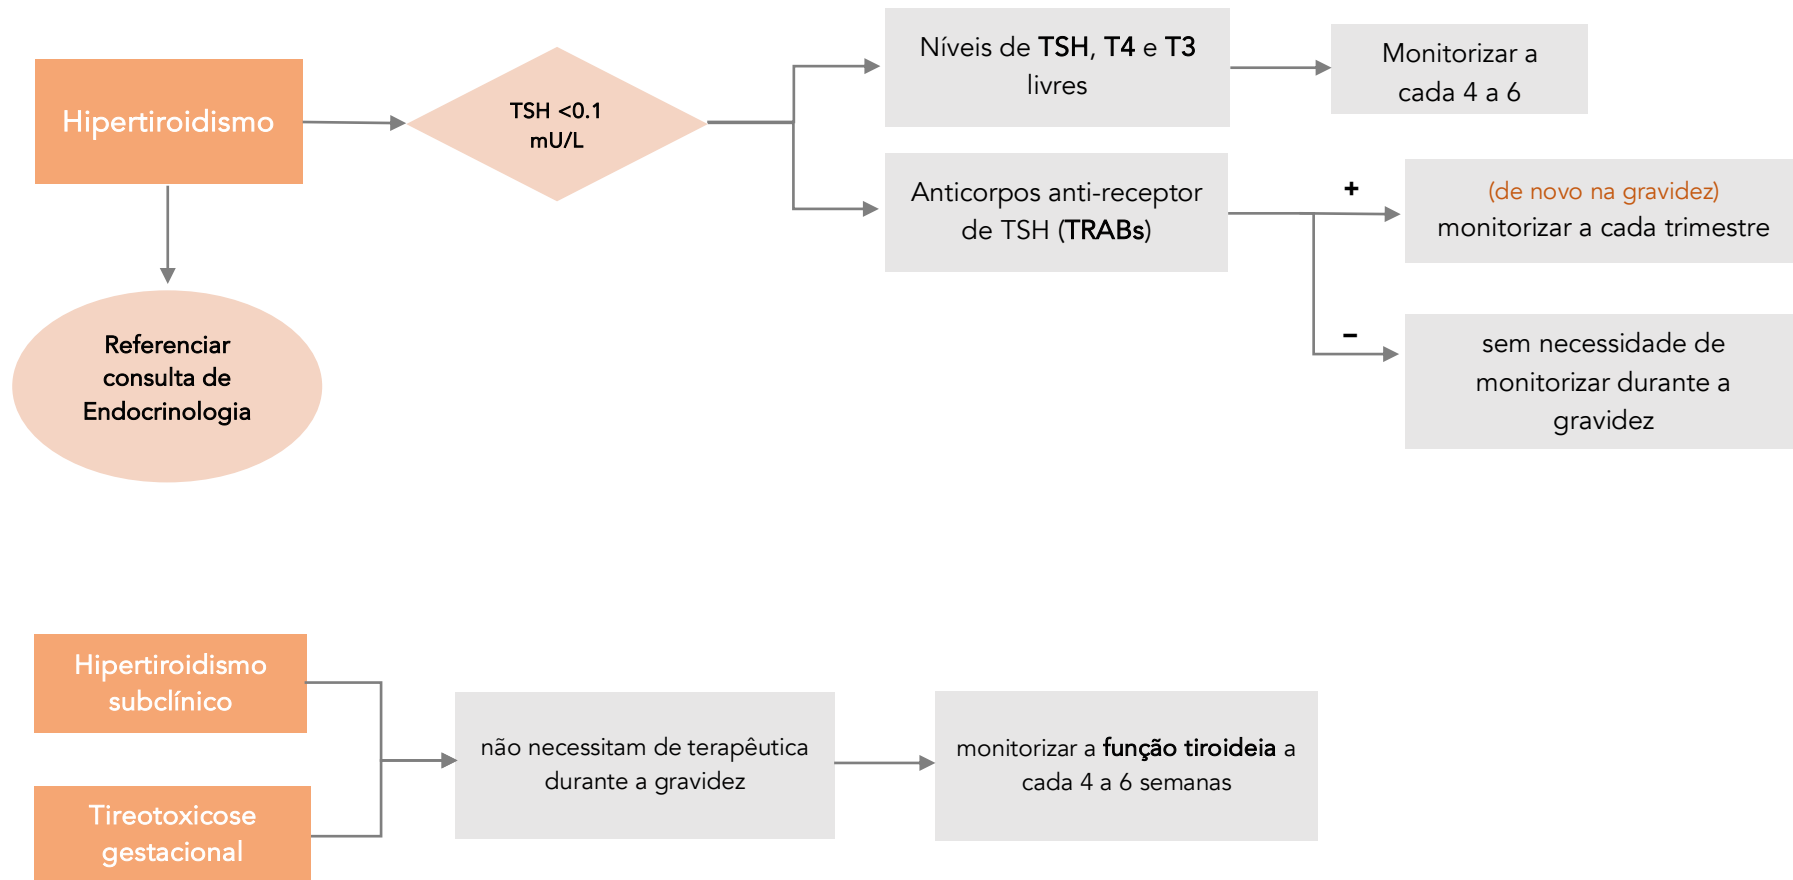 Hipertiroidismo
TSH <0.1
mU/L
Níveis de TSH, T4 e T3
livres
Monitorizar a
cada 4 a 6
Anticorpos anti-receptor
de TSH (TRABs)
+
(de novo na gravidez)
monitorizar a cada trimestre
–
sem necessidade de
monitorizar durante a
gravidez
Referenciar
consulta de
Endocrinologia
Hipertiroidismo
subclínico
Tireotoxicose
gestacional
não necessitam de terapêutica
durante a gravidez
monitorizar a função tiroideia a
cada 4 a 6 semanas